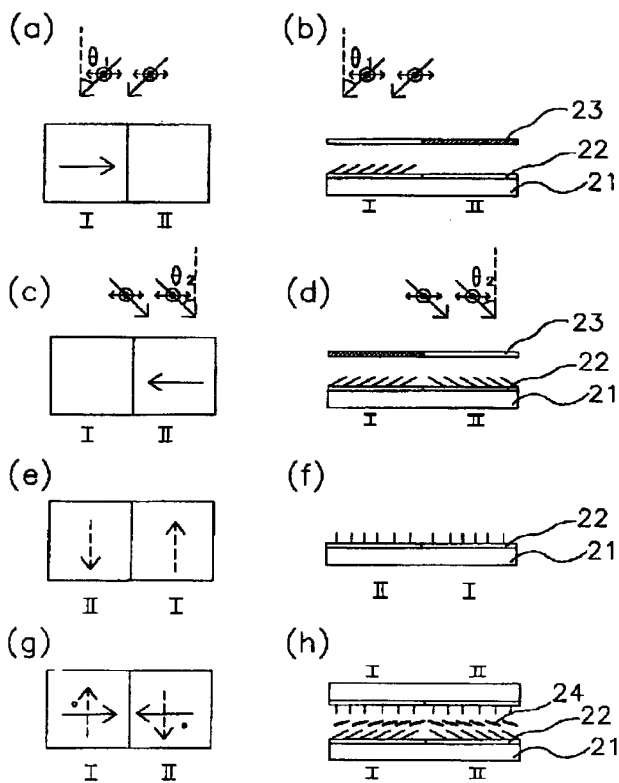 (a)
(b)
θ1
θ1
23
22
21
I II
I II
(c)
(d)
θ2
θ2
23
22
21
I II
I II
(e)
(f)
22
21
II I
II I
(g)
(h)
I II
24
22
21
I II
I II